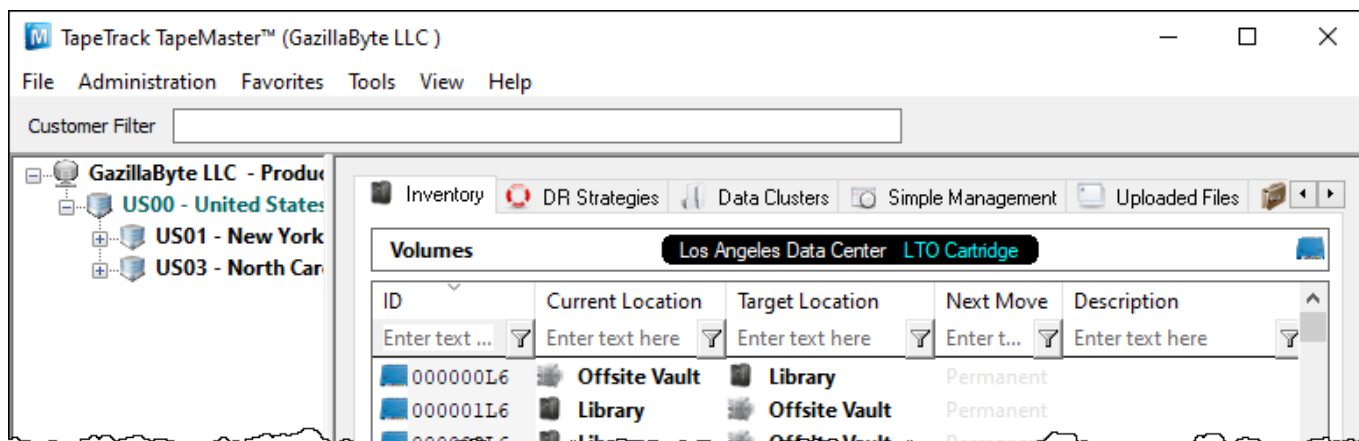 TapeTrack TapeMaster™ (GazillaByte LLC )
File Administration Favorites Tools View Help
Customer Filter
GazillaByte LLC - Produc
US00 - United States
US01 - New York
US03 - North Car
Inventory DR Strategies Data Clusters Simple Management Uploaded Files
Volumes Los Angeles Data Center LTO Cartridge
ID Current Location Target Location Next Move Description
Enter text ... Enter text here Enter text here Enter t... Enter text here
000000L6 Offsite Vault Library Permanent
000001L6 Library Offsite Vault Permanent